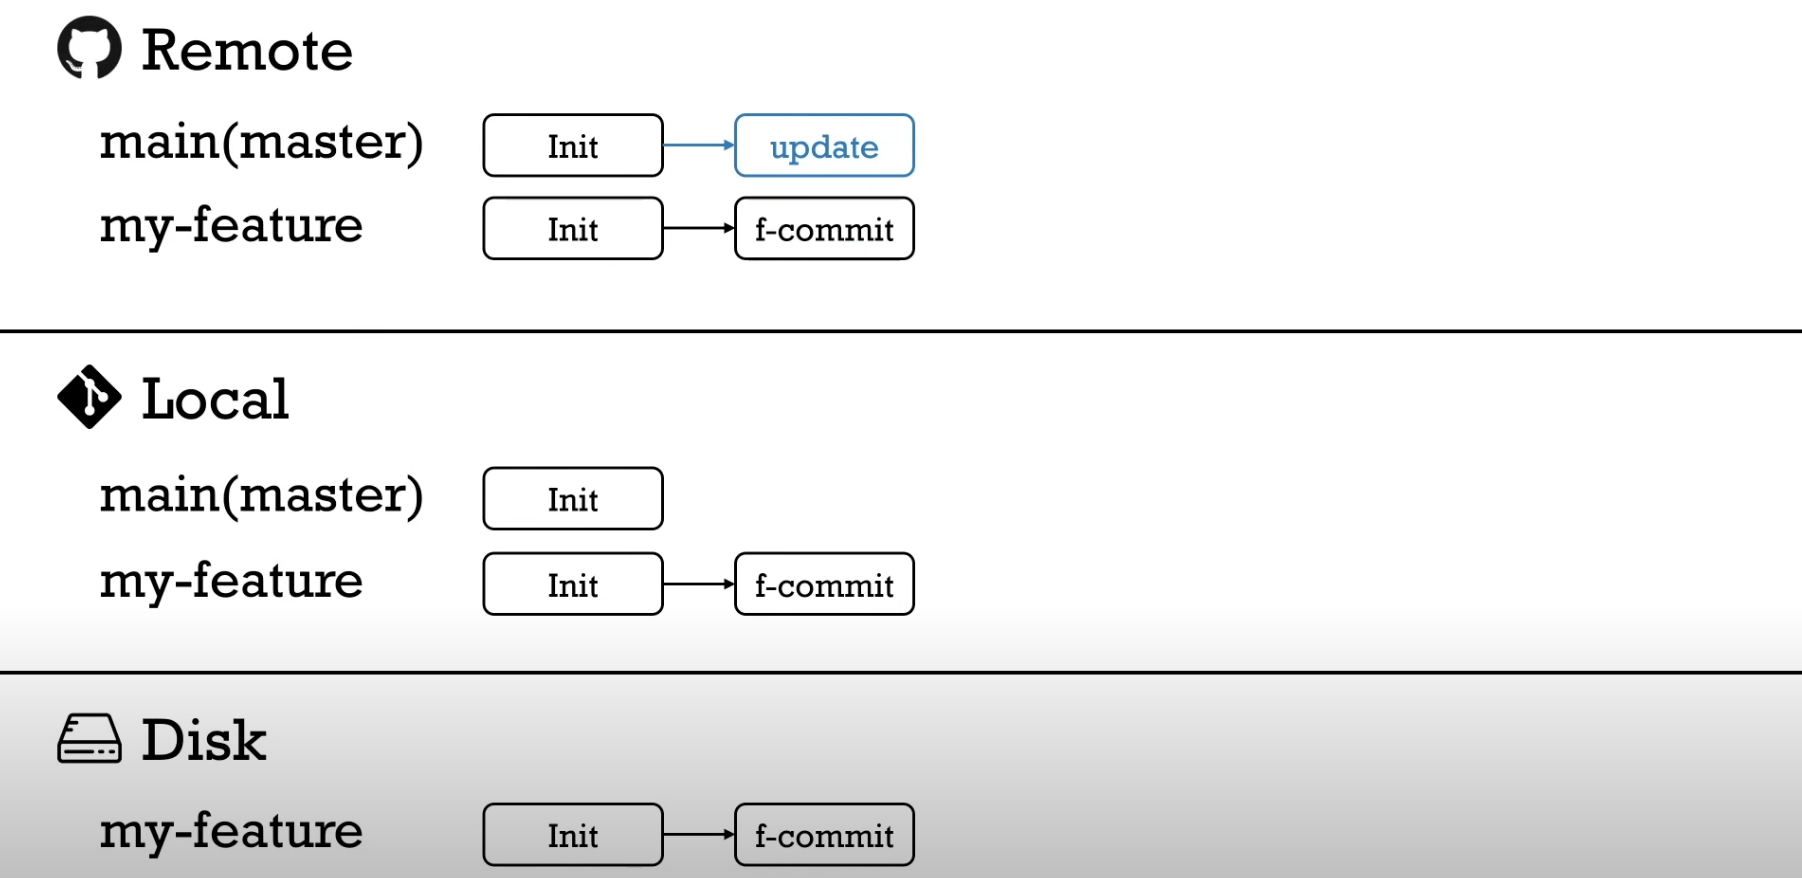 Remote
main(master) Init update
my-feature Init f-commit
Local
main(master) Init
my-feature Init f-commit
Disk
my-feature Init f-commit